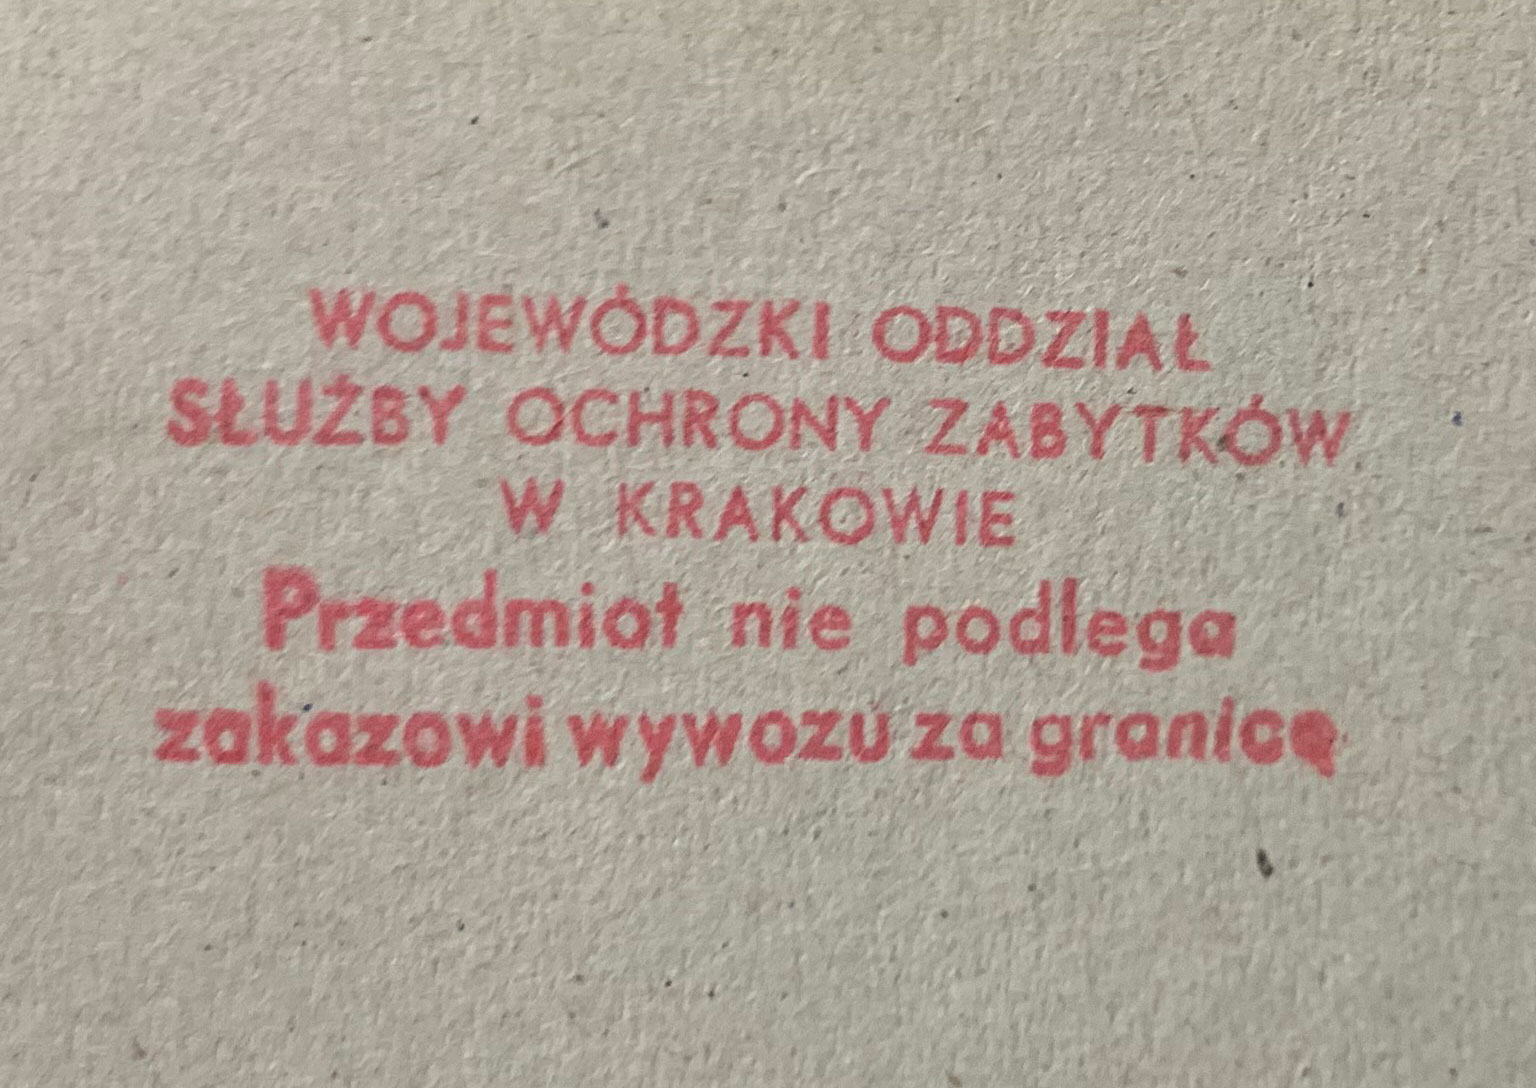 WOJEWÓDZKI ODDZIAŁ
SŁUŻBY OCHRONY ZABYTKÓW
W KRAKOWIE
Przedmiot nie podlega
zakazowi wywozu za granicę